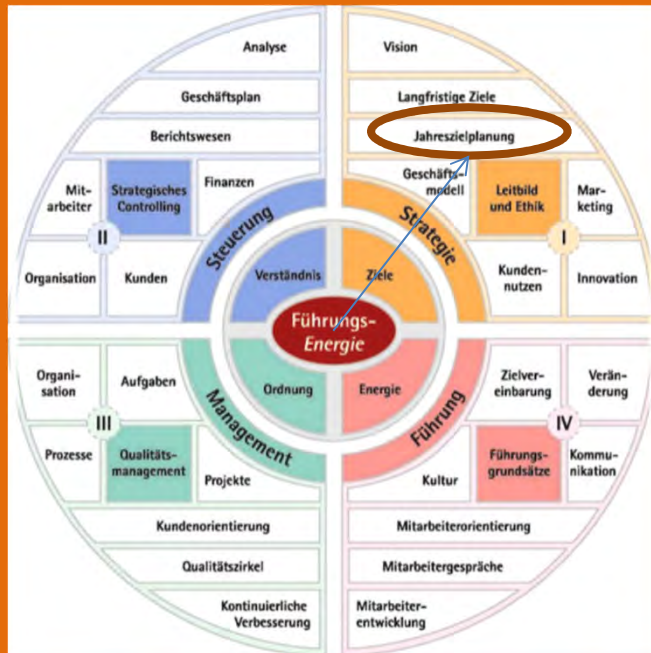 Analyse
Geschäftsplan
Berichtswesen
Mit-
arbeiter
Strategisches
Controlling
Finanzen
II
Organisation
Kunden
Steuerung
Verständnis
Vision
Langfristige Ziele
Jahreszielplanung
Geschäfts-
modell
Leitbild
und Ethik
Mar-
keting
I
Kunden-
nutzen
Innovation
Strategie
Ziele
Führungs-
Energie
Organi-
sation
Aufgaben
III
Prozesse
Qualitäts-
management
Projekte
Management
Ordnung
Kundenorientierung
Qualitätszirkel
Kontinuierliche
Verbesserung
Energie
Führung
Zielver-
einbarung
Verän-
derung
IV
Kultur
Führungs-
grundsätze
Kommu-
nikation
Mitarbeiterorientierung
Mitarbeitergespräche
Mitarbeiter-
entwicklung